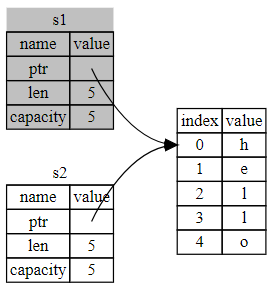 s1
name value
ptr
len 5
capacity 5
s2
name value
ptr
len 5
capacity 5
index value
0 h
1 e
2 l
3 l
4 o